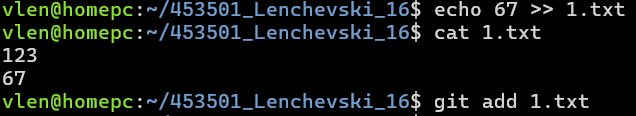 vlen@homepc:~/453501_Lenchevski_16$ echo 67 >> 1.txt
vlen@homepc:~/453501_Lenchevski_16$ cat 1.txt
123
67
vlen@homepc:~/453501_Lenchevski_16$ git add 1.txt